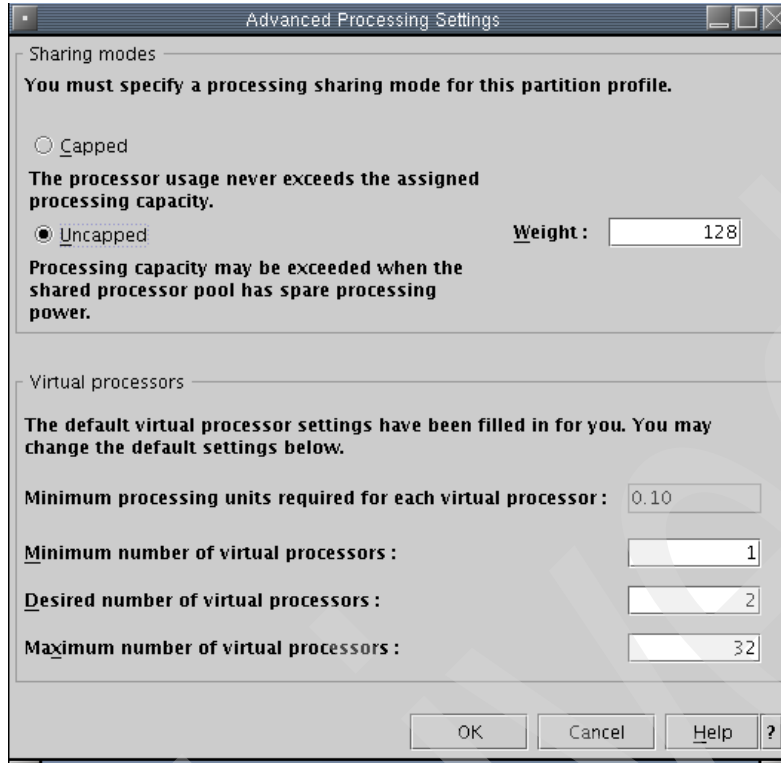 Advanced Processing Settings
Sharing modes
You must specify a processing sharing mode for this partition profile.
Capped
The processor usage never exceeds the assigned
processing capacity.
Uncapped
Weight : 128
Processing capacity may be exceeded when the
shared processor pool has spare processing
power.
Virtual processors
The default virtual processor settings have been filled in for you. You may
change the default settings below.
Minimum processing units required for each virtual processor : 0.10
Minimum number of virtual processors : 1
Desired number of virtual processors : 2
Maximum number of virtual processors : 32
OK Cancel Help ?